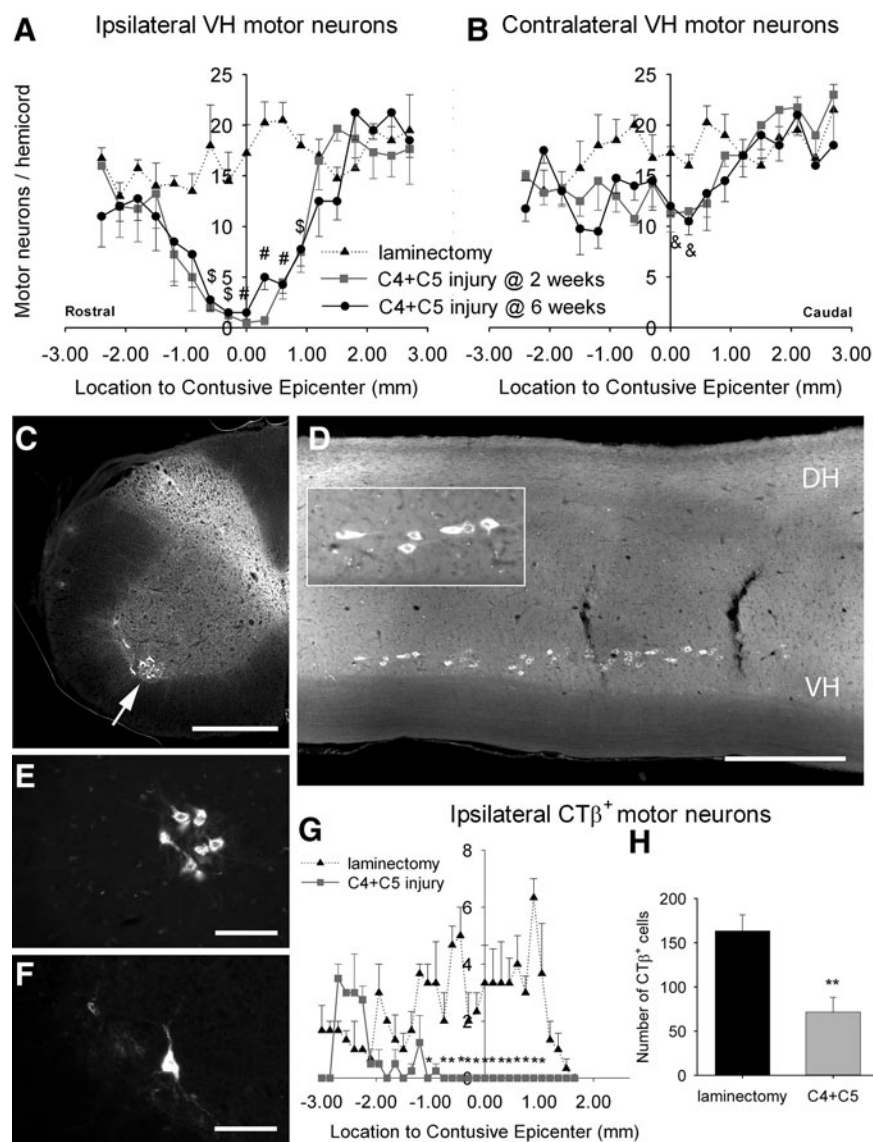 A
Ipsilateral VH motor neurons
B
Contralateral VH motor neurons
Motor neurons / hemicord
25
20
15
10
5
0
25
20
15
10
5
0
$
$
#
#
#
$
&
&
laminectomy
C4+C5 injury @ 2 weeks
C4+C5 injury @ 6 weeks
Rostral
Caudal
-3.00 -2.00 -1.00 0.00 1.00 2.00 3.00
-3.00 -2.00 -1.00 0.00 1.00 2.00 3.00
Location to Contusive Epicenter (mm)
Location to Contusive Epicenter (mm)
C
D
DH
VH
E
F
G
Ipsilateral CTβ+ motor neurons
laminectomy
C4+C5 injury
8
6
4
2
0
* * * * * * * * * * * * * * *
-3.00 -2.00 -1.00 0.00 1.00 2.00
Location to Contusive Epicenter (mm)
H
Number of CTβ+ cells
200
150
100
50
0
**
laminectomy C4+C5